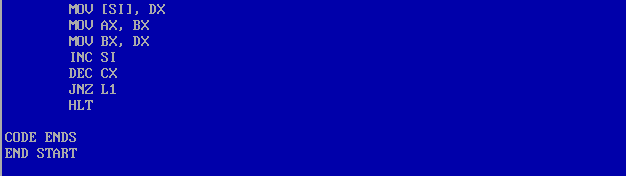 MOV [SI], DX
MOV AX, BX
MOV BX, DX
INC SI
DEC CX
JNZ L1
HLT
CODE ENDS
END START